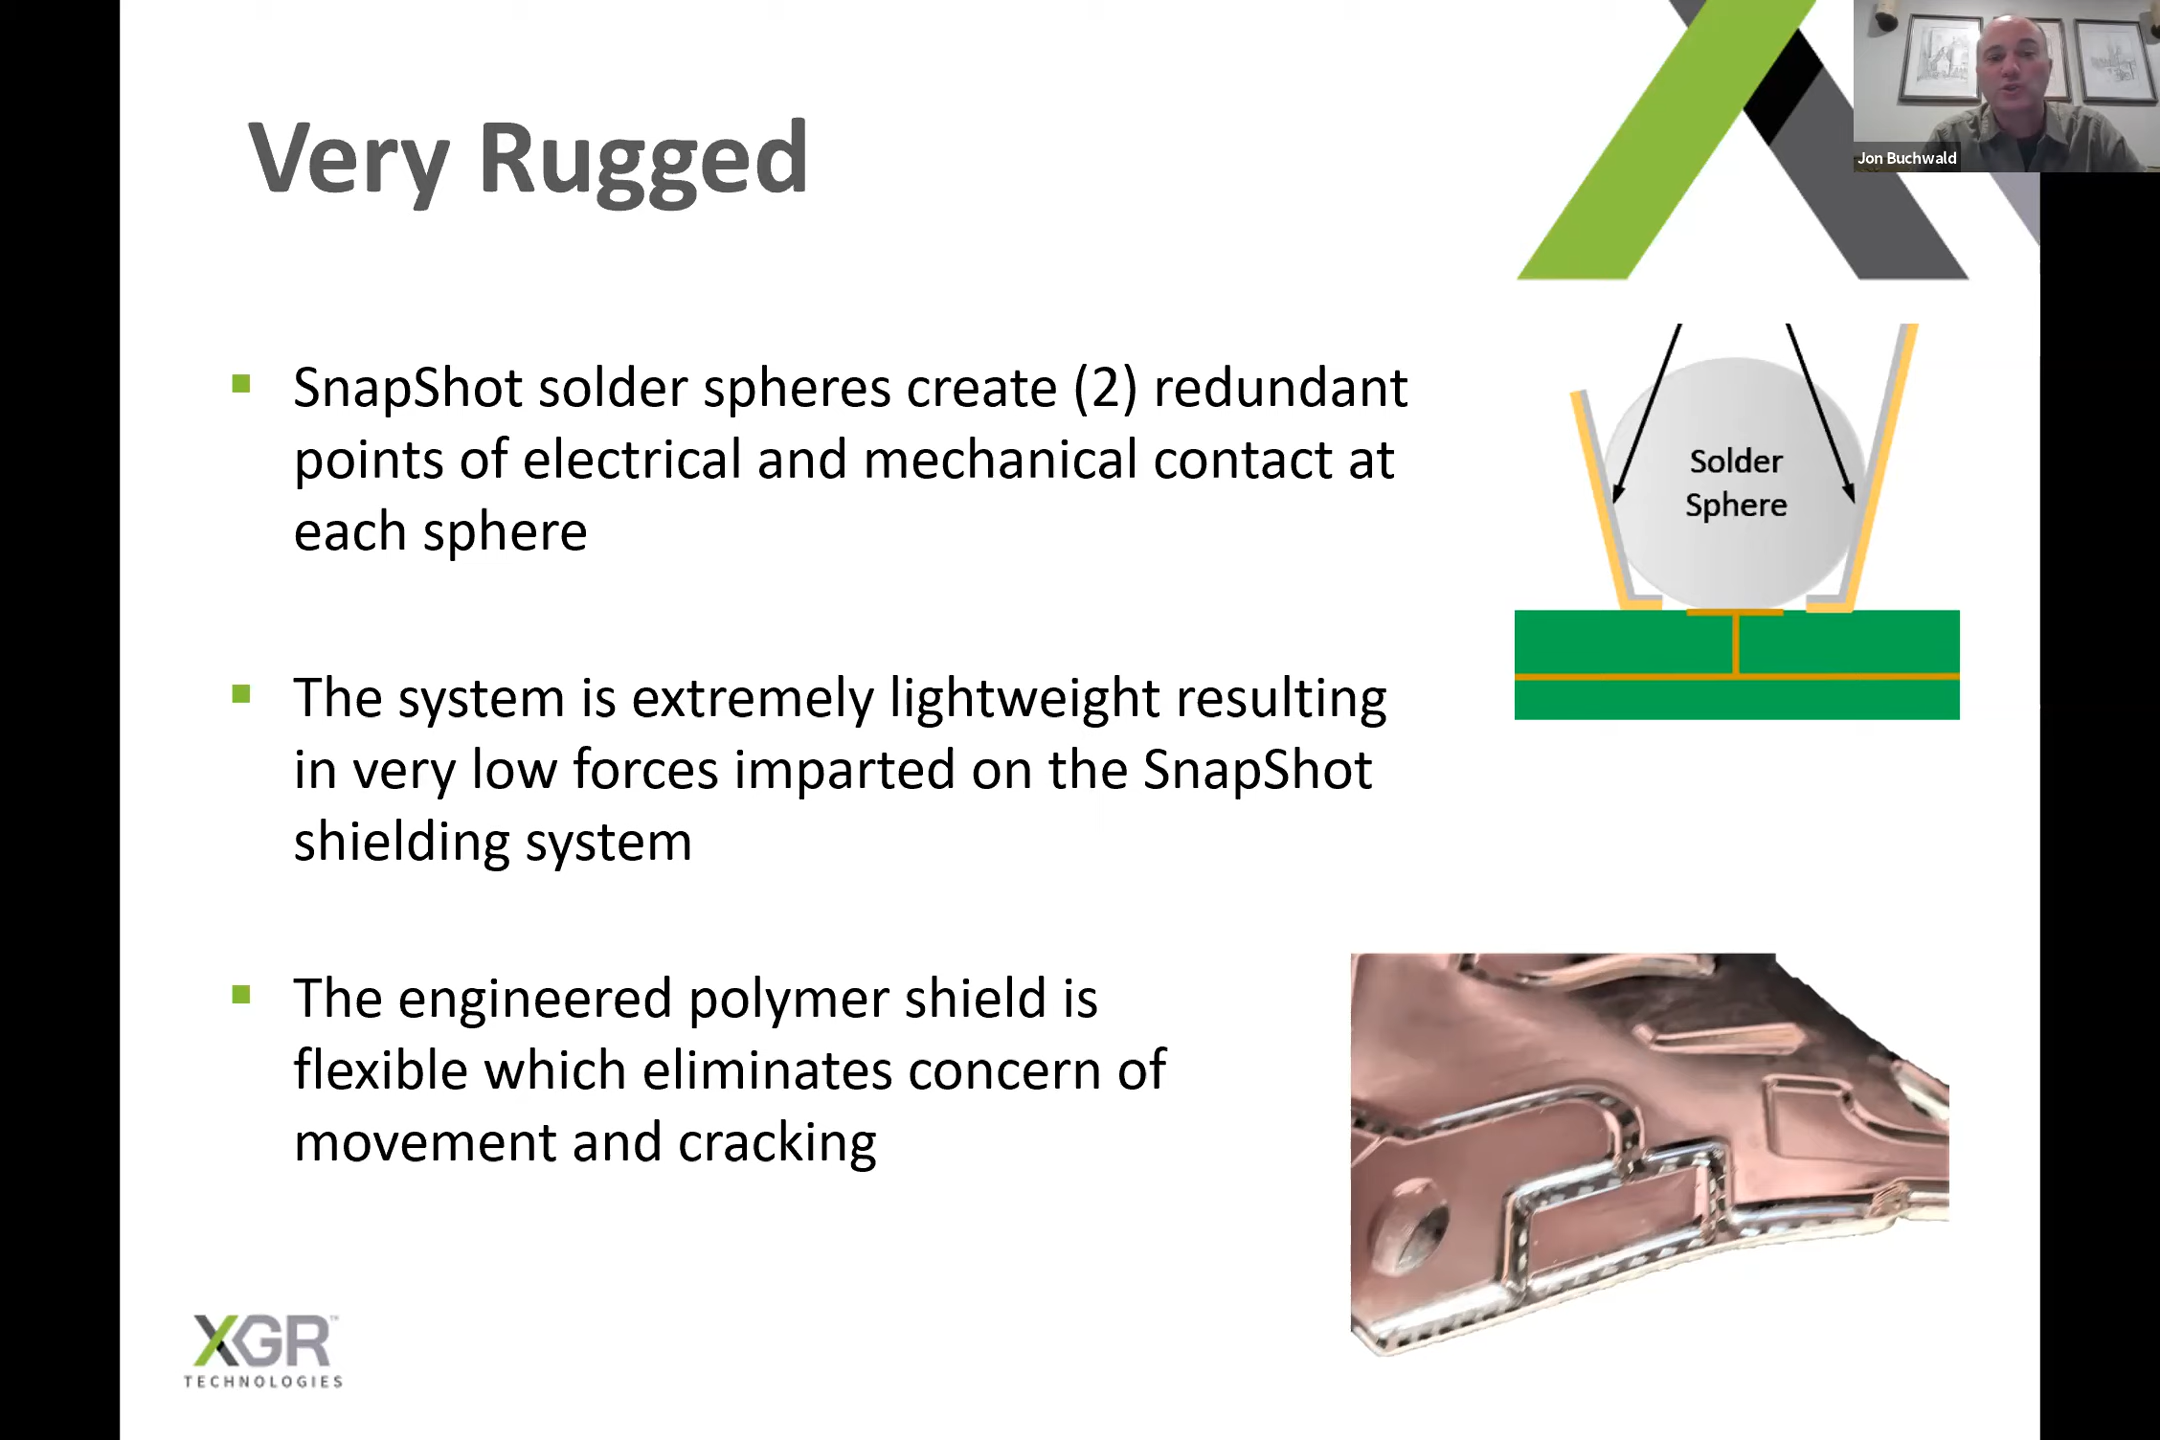 Very Rugged
Jon Buchwald
SnapShot solder spheres create (2) redundant
points of electrical and mechanical contact at
each sphere
Solder
Sphere
The system is extremely lightweight resulting
in very low forces imparted on the SnapShot
shielding system
The engineered polymer shield is
flexible which eliminates concern of
movement and cracking
XGR™
TECHNOLOGIES